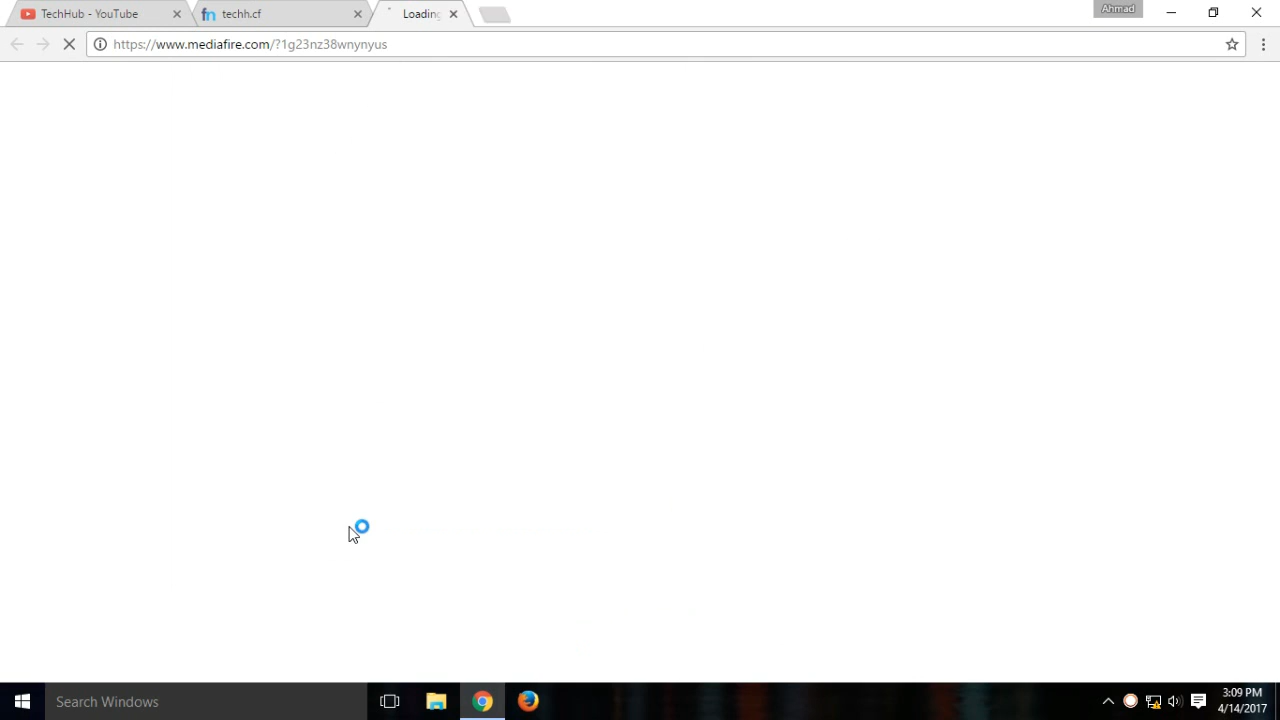 TechHub - YouTube
fn techh.cf
Loading
Ahmad
https://www.mediafire.com/?1g23nz38wnynyus
Search Windows
3:09 PM
4/14/2017